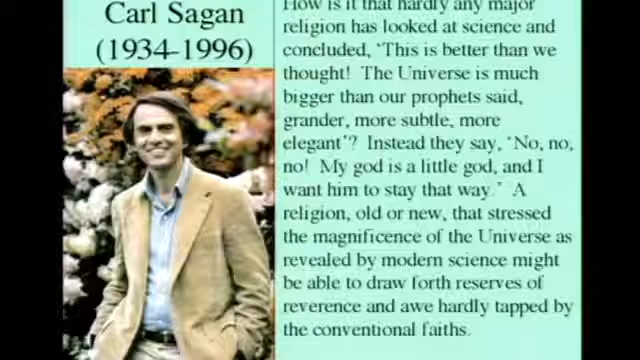 Carl Sagan
(1934-1996)
How is it that hardly any major
religion has looked at science and
concluded, ‘This is better than we
thought!  The Universe is much
bigger than our prophets said,
grander, more subtle, more
elegant’?  Instead they say, ‘No, no,
no!  My god is a little god, and I
want him to stay that way.’  A
religion, old or new, that stressed
the magnificence of the Universe as
revealed by modern science might
be able to draw forth reserves of
reverence and awe hardly tapped by
the conventional faiths.